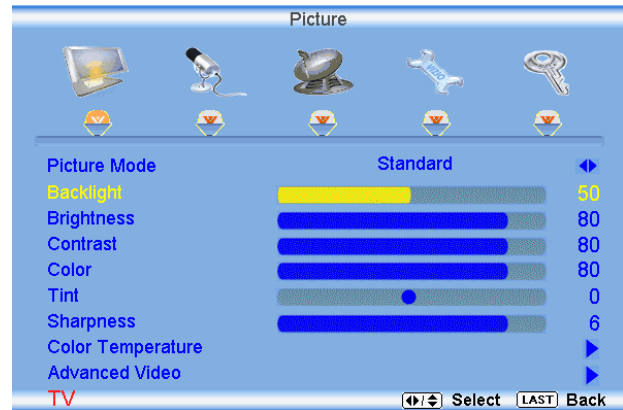 Picture
VIZIO
Picture Mode Standard
Backlight 50
Brightness 80
Contrast 80
Color 80
Tint 0
Sharpness 6
Color Temperature
Advanced Video
TV Select LAST Back